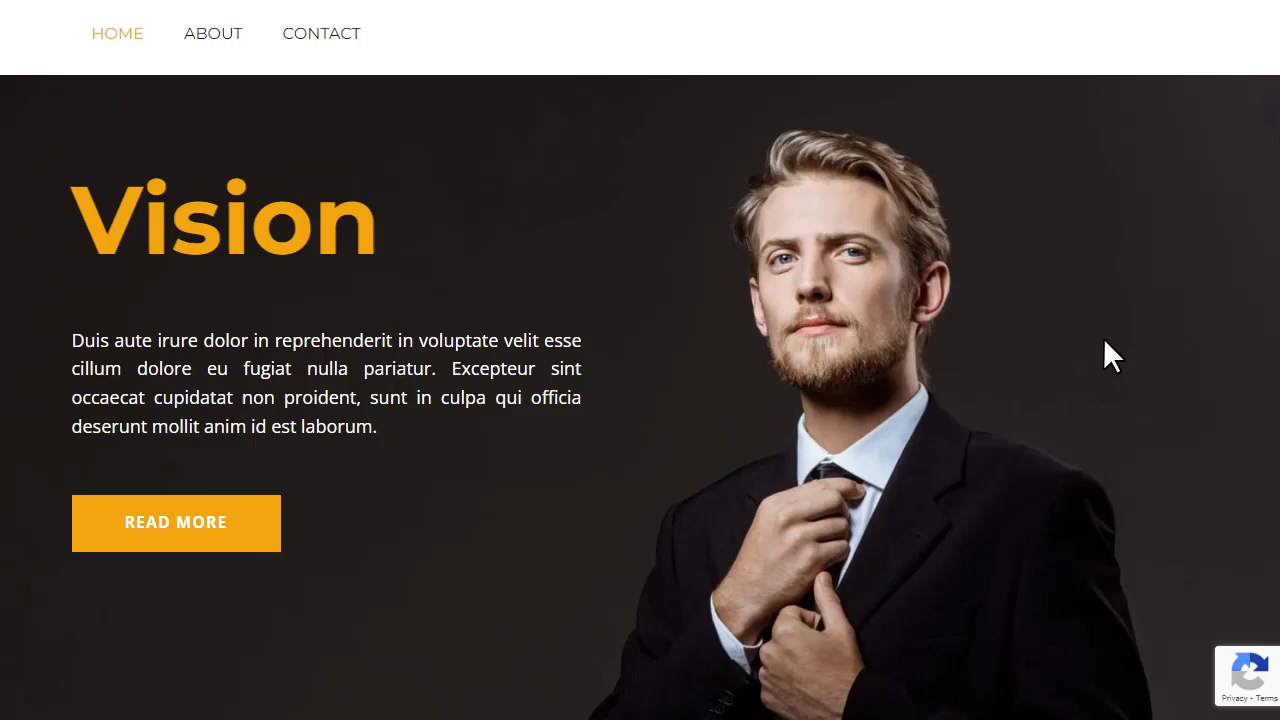 HOME ABOUT CONTACT
Vision
Duis aute irure dolor in reprehenderit in voluptate velit esse
cillum dolore eu fugiat nulla pariatur. Excepteur sint
occaecat cupidatat non proident, sunt in culpa qui officia
deserunt mollit anim id est laborum.
READ MORE
Privacy - Terms